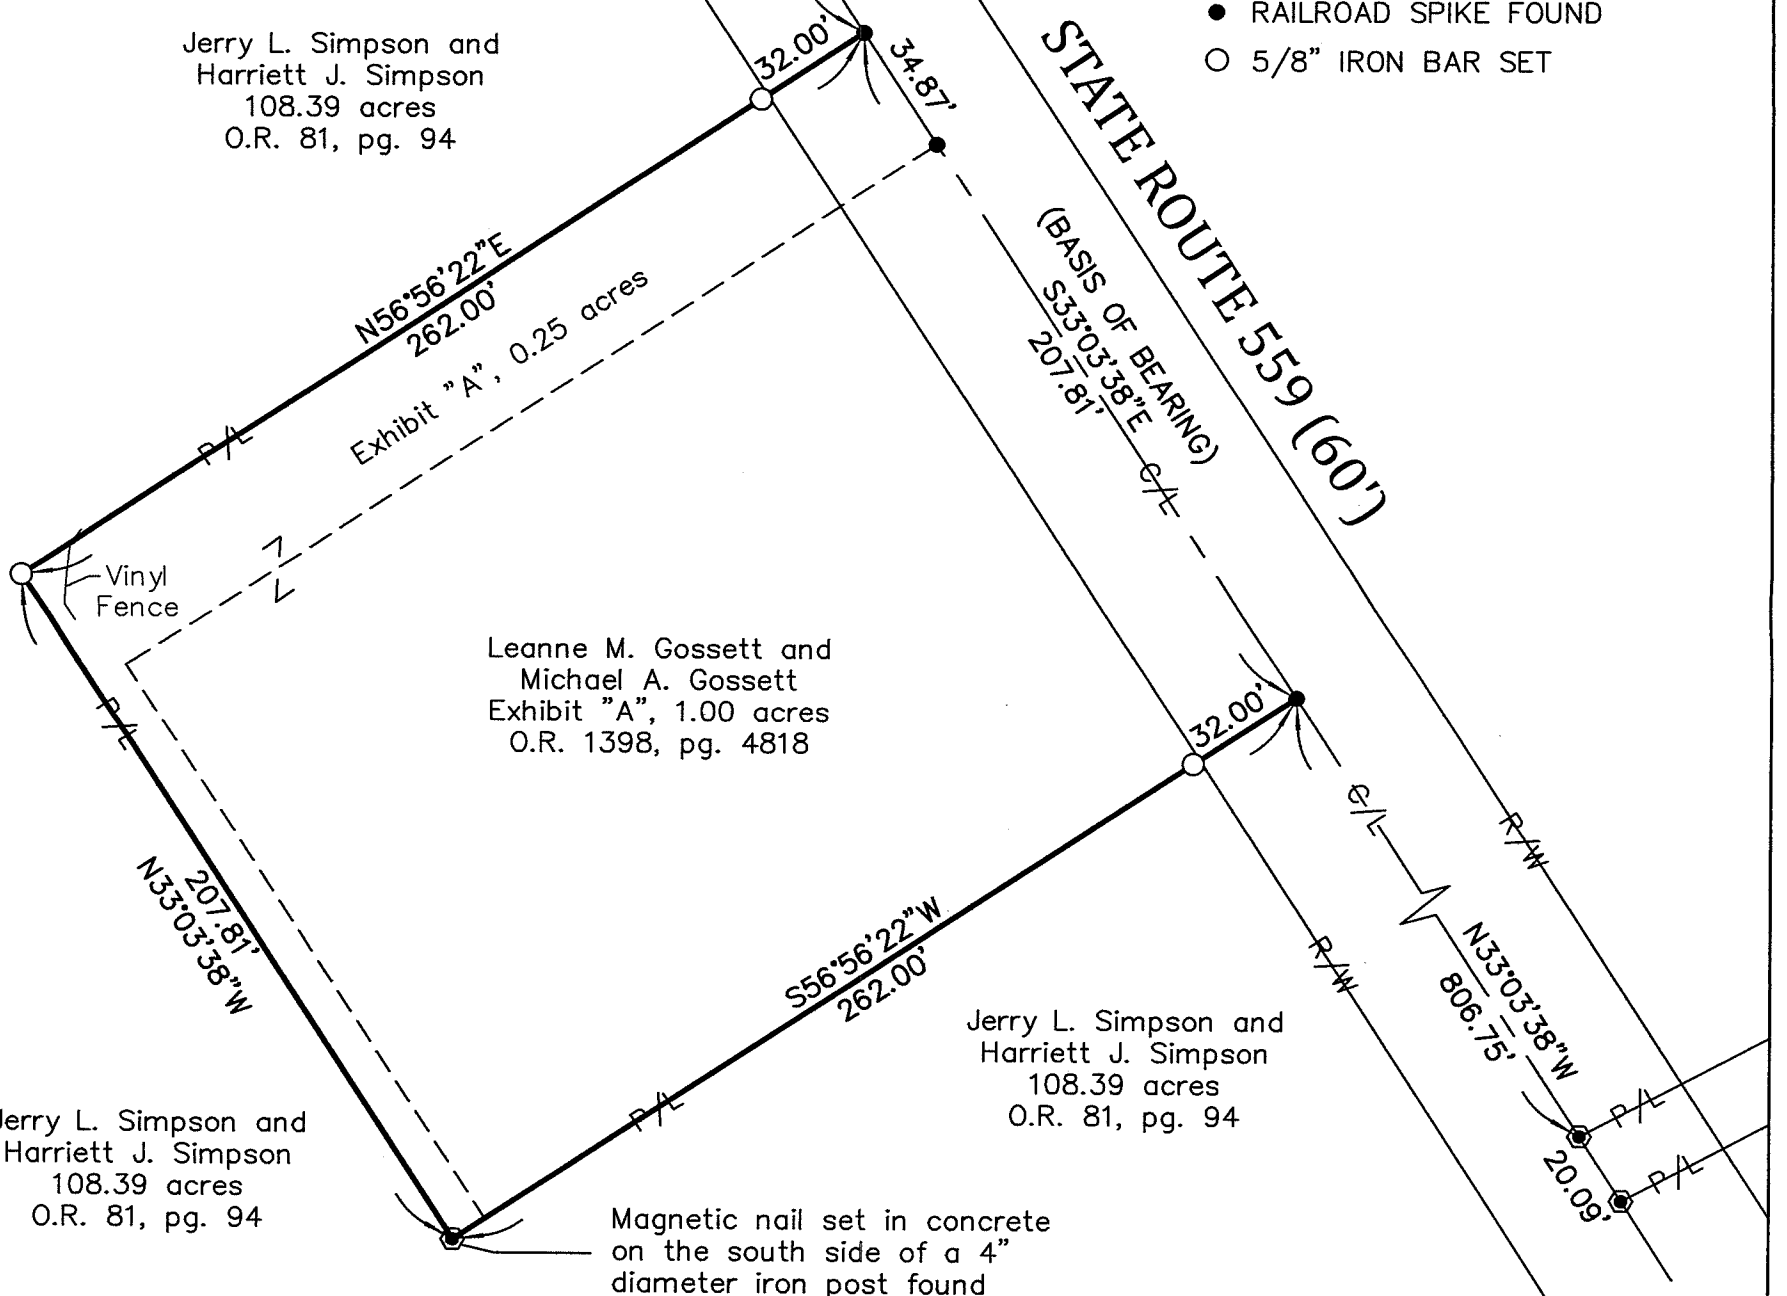 RAILROAD SPIKE FOUND
5/8" IRON BAR SET
Jerry L. Simpson and
Harriett J. Simpson
108.39 acres
O.R. 81, pg. 94
32.00'
34.87'
STATE ROUTE 559 (60')
(BASIS OF BEARING)
S33°03'38"E
207.81'
C/L
N56°56'22"E
262.00'
Exhibit "A", 0.25 acres
P/L
Vinyl
Fence
Leanne M. Gossett and
Michael A. Gossett
Exhibit "A", 1.00 acres
O.R. 1398, pg. 4818
32.00'
P/L
207.81'
N33°03'38"W
S56°56'22"W
262.00'
P/L
C/L
R/W
R/W
N33°03'38"W
806.75'
P/L
P/L
20.09'
Jerry L. Simpson and
Harriett J. Simpson
108.39 acres
O.R. 81, pg. 94
Jerry L. Simpson and
Harriett J. Simpson
108.39 acres
O.R. 81, pg. 94
Magnetic nail set in concrete
on the south side of a 4"
diameter iron post found